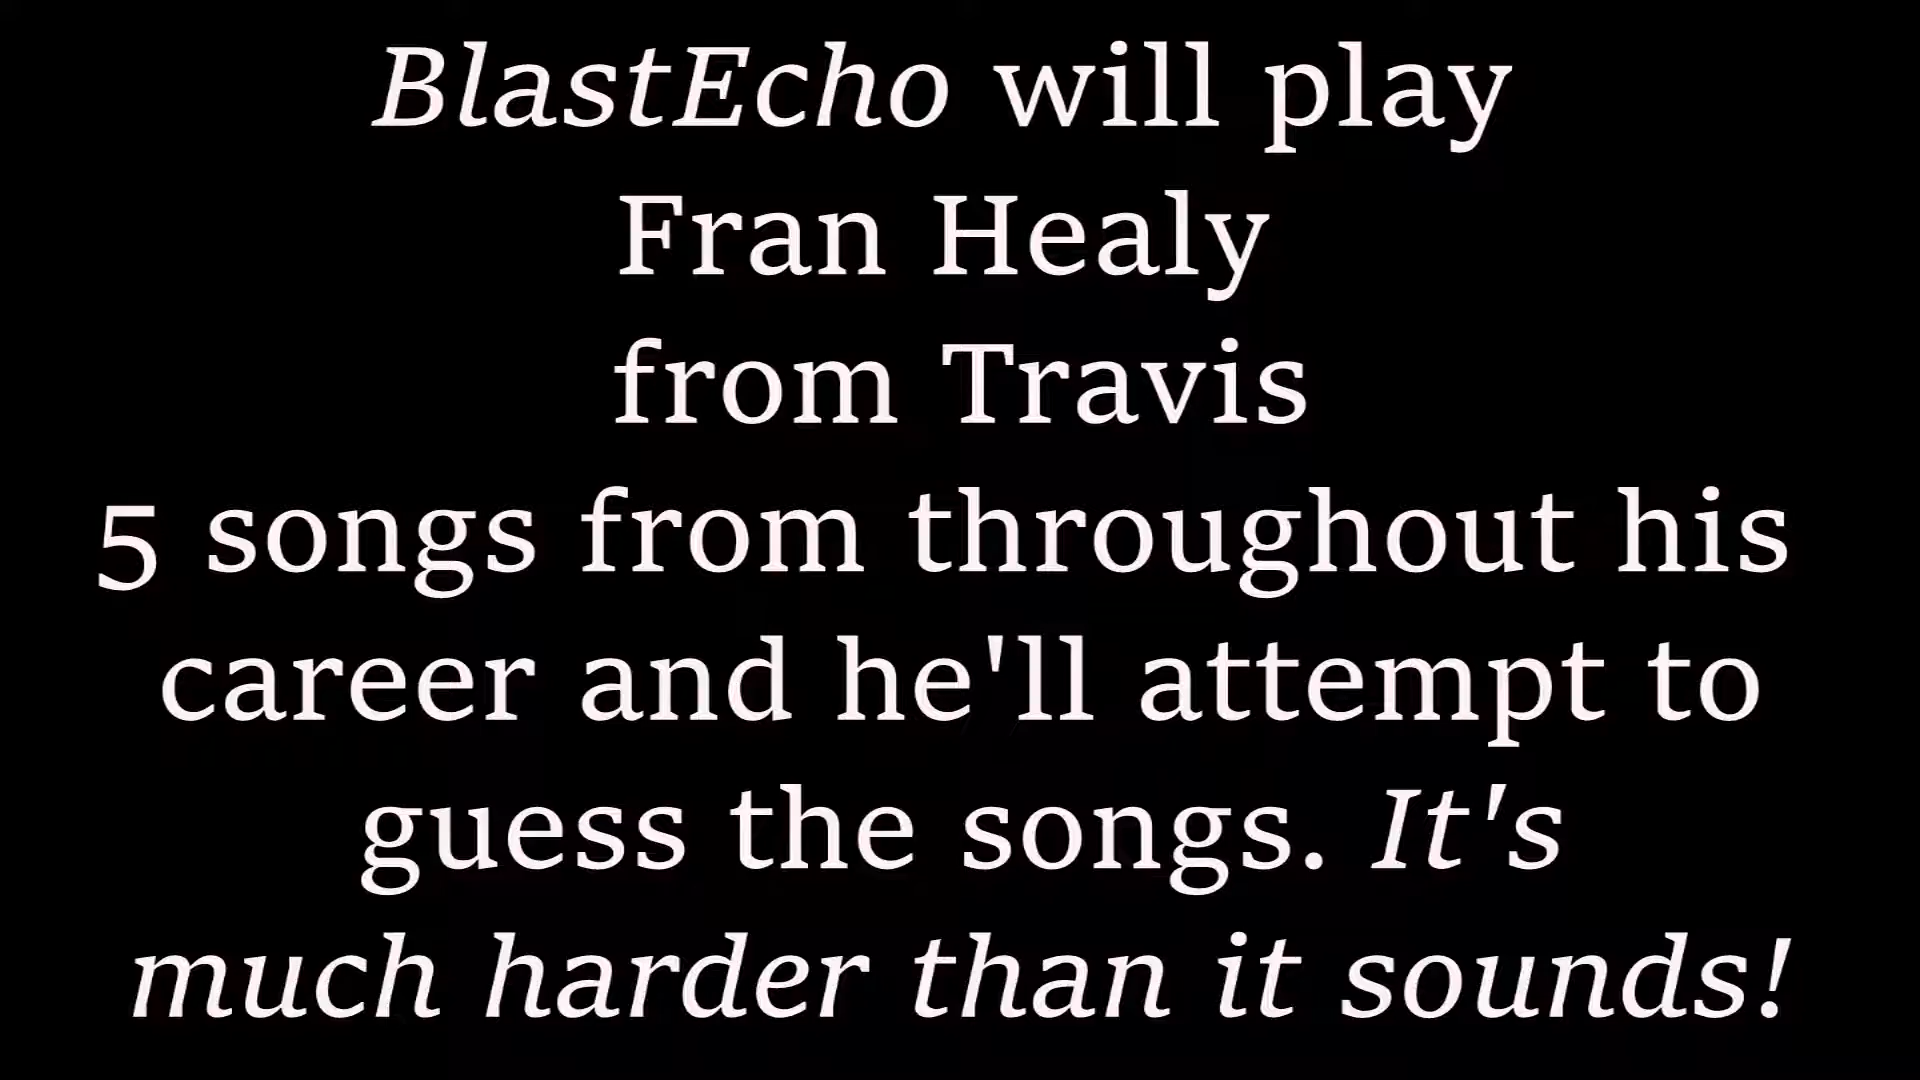 BlastEcho will play
Fran Healy
from Travis
5 songs from throughout his
career and he'll attempt to
guess the songs. It's
much harder than it sounds!